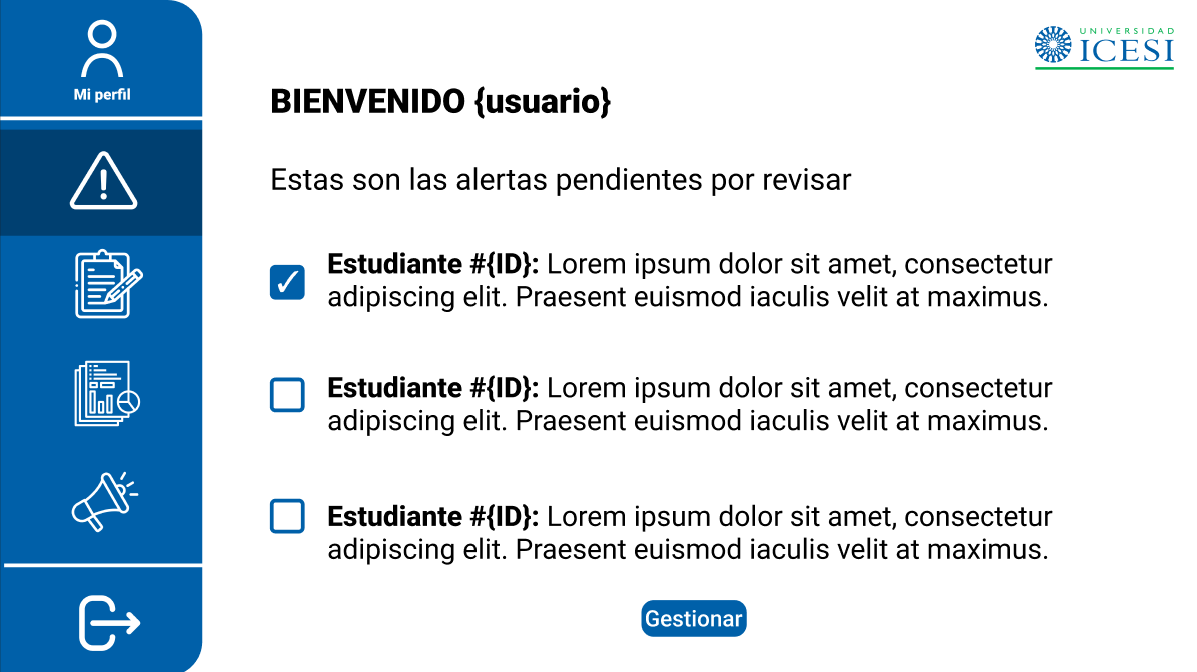 Mi perfil
UNIVERSIDAD
ICESI
BIENVENIDO {usuario}
Estas son las alertas pendientes por revisar
Estudiante #{ID}: Lorem ipsum dolor sit amet, consectetur
adipiscing elit. Praesent euismod iaculis velit at maximus.
Estudiante #{ID}: Lorem ipsum dolor sit amet, consectetur
adipiscing elit. Praesent euismod iaculis velit at maximus.
Estudiante #{ID}: Lorem ipsum dolor sit amet, consectetur
adipiscing elit. Praesent euismod iaculis velit at maximus.
Gestionar